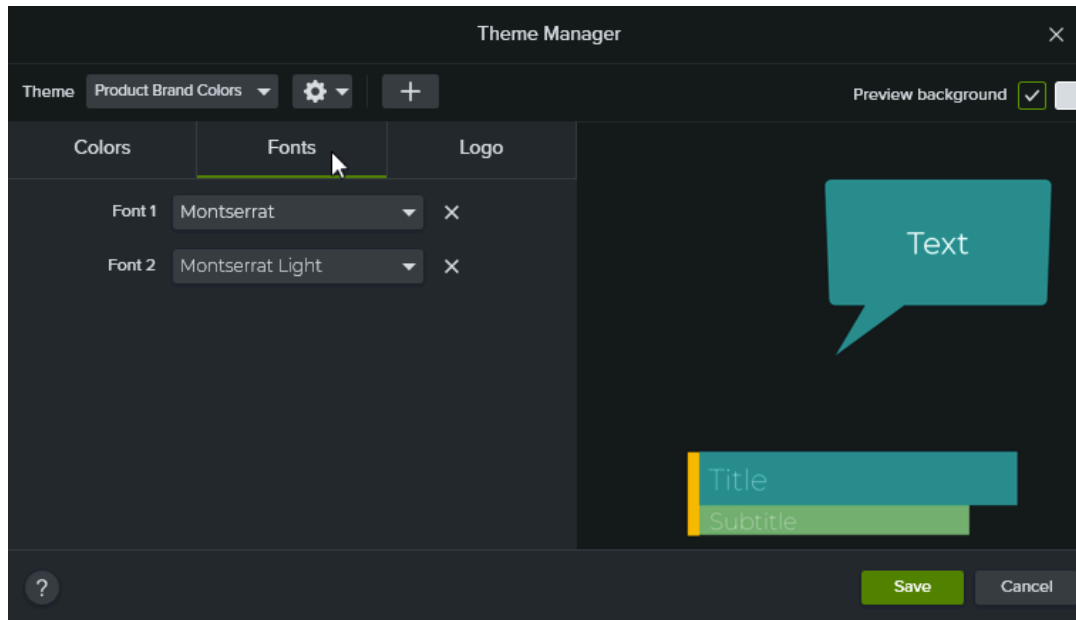 Theme Manager
Theme Product Brand Colors Preview background
Colors Fonts Logo
Font 1 Montserrat
Font 2 Montserrat Light
Text
Title
Subtitle
? Save Cancel